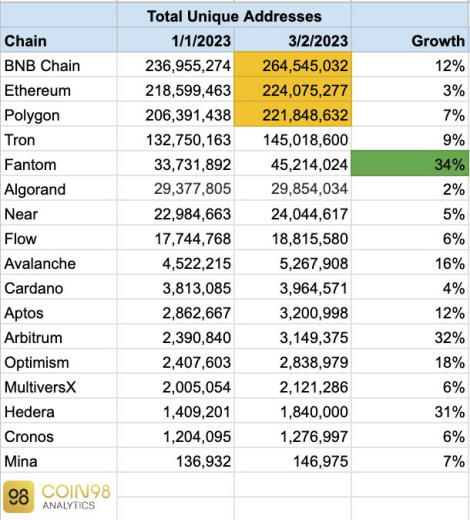 Total Unique Addresses
Chain 1/1/2023 3/2/2023 Growth
BNB Chain 236,955,274 264,545,032 12%
Ethereum 218,599,463 224,075,277 3%
Polygon 206,391,438 221,848,632 7%
Tron 132,750,163 145,018,600 9%
Fantom 33,731,892 45,214,024 34%
Algorand 29,377,805 29,854,034 2%
Near 22,984,663 24,044,617 5%
Flow 17,744,768 18,815,580 6%
Avalanche 4,522,215 5,267,908 16%
Cardano 3,813,085 3,964,571 4%
Aptos 2,862,667 3,200,998 12%
Arbitrum 2,390,840 3,149,375 32%
Optimism 2,407,603 2,838,979 18%
MultiversX 2,005,054 2,121,286 6%
Hedera 1,409,201 1,840,000 31%
Cronos 1,204,095 1,276,997 6%
Mina 136,932 146,975 7%
98 COIN98
ANALYTICS